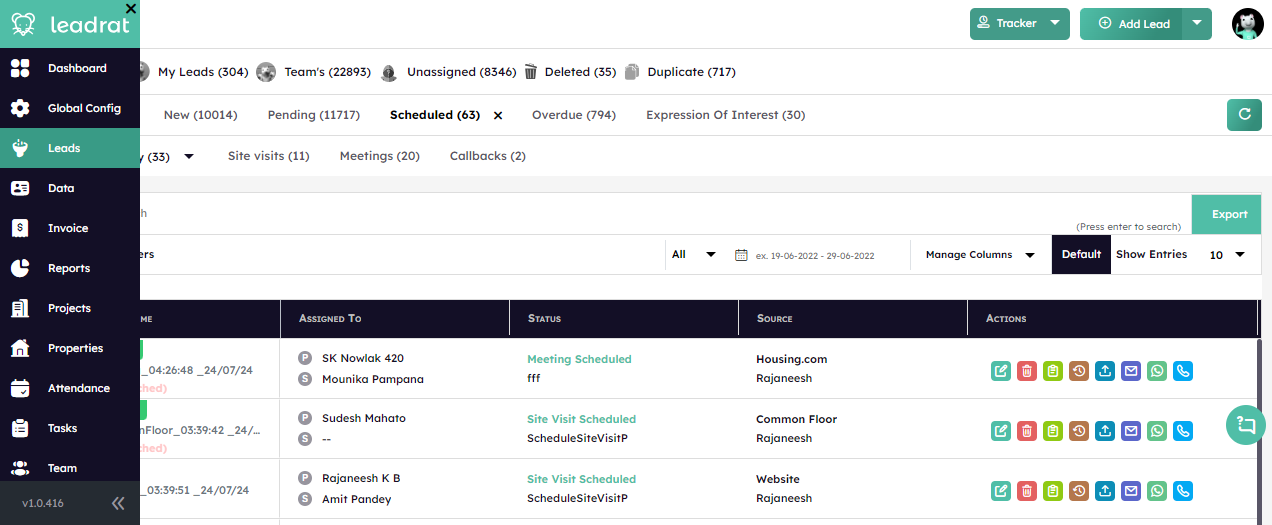 leadrat
Tracker
Add Lead
Dashboard
Global Config
Leads
Data
Invoice
Reports
Projects
Properties
Attendance
Tasks
Team
v1.0.416
My Leads (304)
Team's (22893)
Unassigned (8346)
Deleted (35)
Duplicate (717)
New (10014)
Pending (11717)
Scheduled (63)
Overdue (794)
Expression Of Interest (30)
y (33)
Site visits (11)
Meetings (20)
Callbacks (2)
(Press enter to search)
Export
ers
All
ex. 19-06-2022 - 29-06-2022
Manage Columns
Default
Show Entries
10
ME
Assigned To
Status
Source
Actions
_04:26:48 _24/07/24
ched)
P SK Nowlak 420
S Mounika Pampana
Meeting Scheduled
fff
Housing.com
Rajaneesh
nFloor_03:39:42 _24/...
ched)
P Sudesh Mahato
S --
Site Visit Scheduled
ScheduleSiteVisitP
Common Floor
Rajaneesh
_03:39:51 _24/07/24
P Rajaneesh K B
S Amit Pandey
Site Visit Scheduled
ScheduleSiteVisitP
Website
Rajaneesh